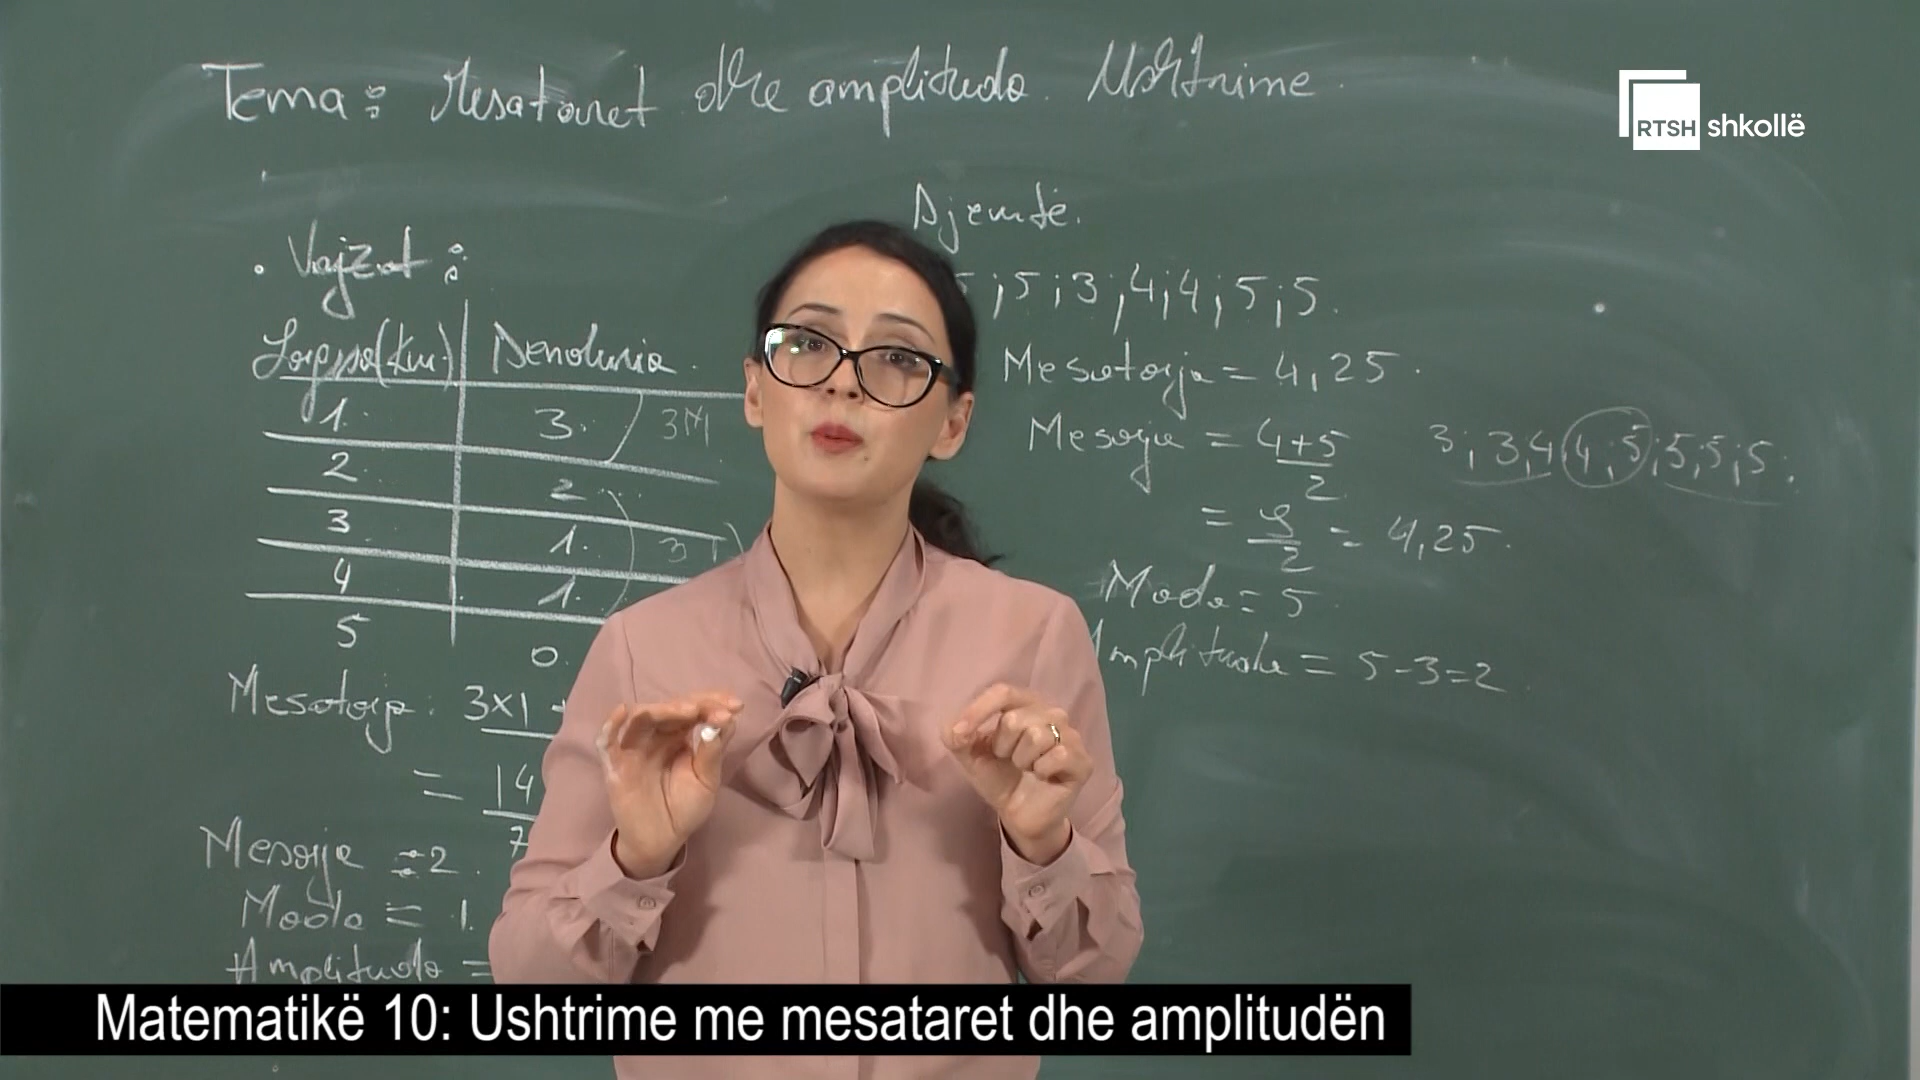 Tema: Mesataret dhe amplituda. Ushtrime.
RTSH shkollë
. Vajzat :
Largësia(km) Denduria.
1. 3. 3M
2. 2
3 1. 3
4 1.
5 0.
Mesatorja: 3x1
= 14
7
Mesorja = 2.
Moda = 1.
Amplituda =
Djemtë.
;5;3;4;4;5;5.
Mesatorja = 4,25.
Mesorja = 4+5
2
3;3,4,4,5;5,5;5.
= 9
2
= 4,25.
Moda = 5
Amplituda = 5-3=2.
Matematikë 10: Ushtrime me mesataret dhe amplitudën